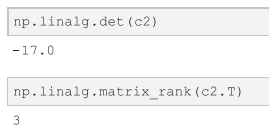 np.linalg.det(c2)
-17.0
np.linalg.matrix_rank(c2.T)
3